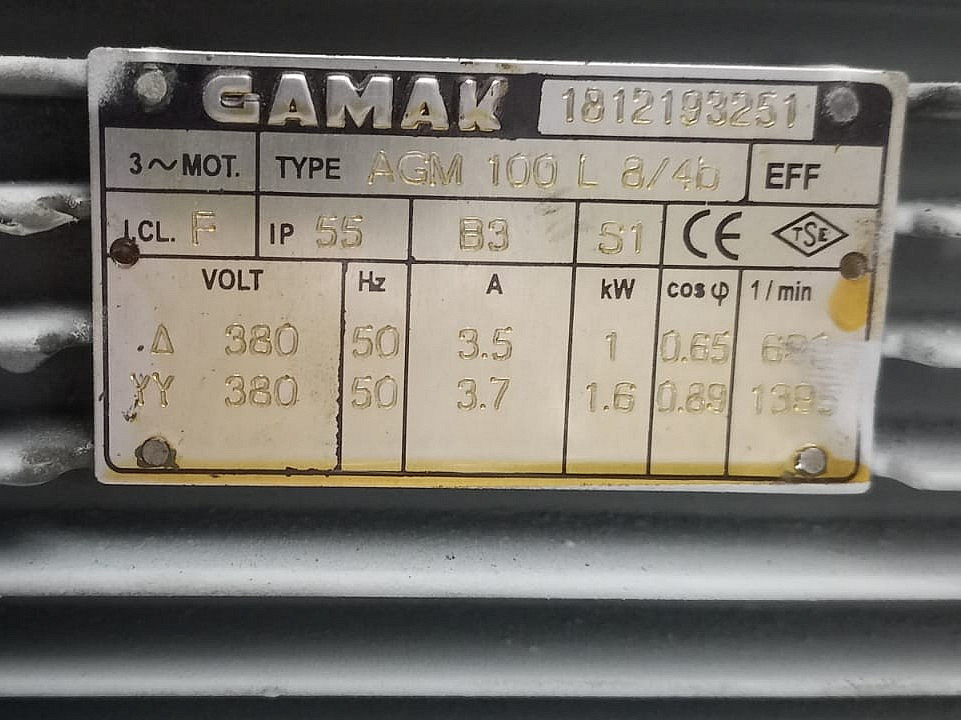 GAMAK 1812193251
3~MOT. TYPE AGM 100 L 8/4b EFF
I.CL. F IP 55 B3 S1 CE TSE
VOLT Hz A kW cos φ 1/min
Δ 380 50 3.5 1 0.65
YY 380 50 3.7 1.6 0.89 1395